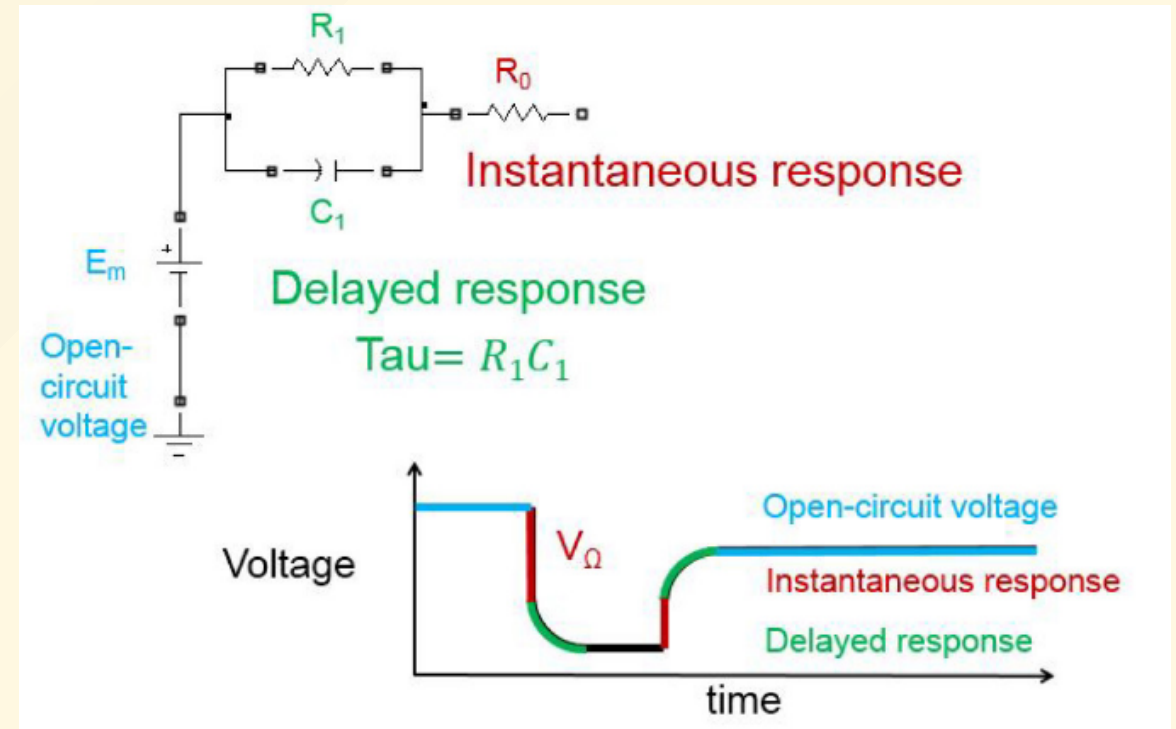 R₁
R₀
Instantaneous response
C₁
+
Eₘ
Delayed response
Tau= R₁C₁
Open-
circuit
voltage
Open-circuit voltage
V_Ω
Voltage
Instantaneous response
Delayed response
time